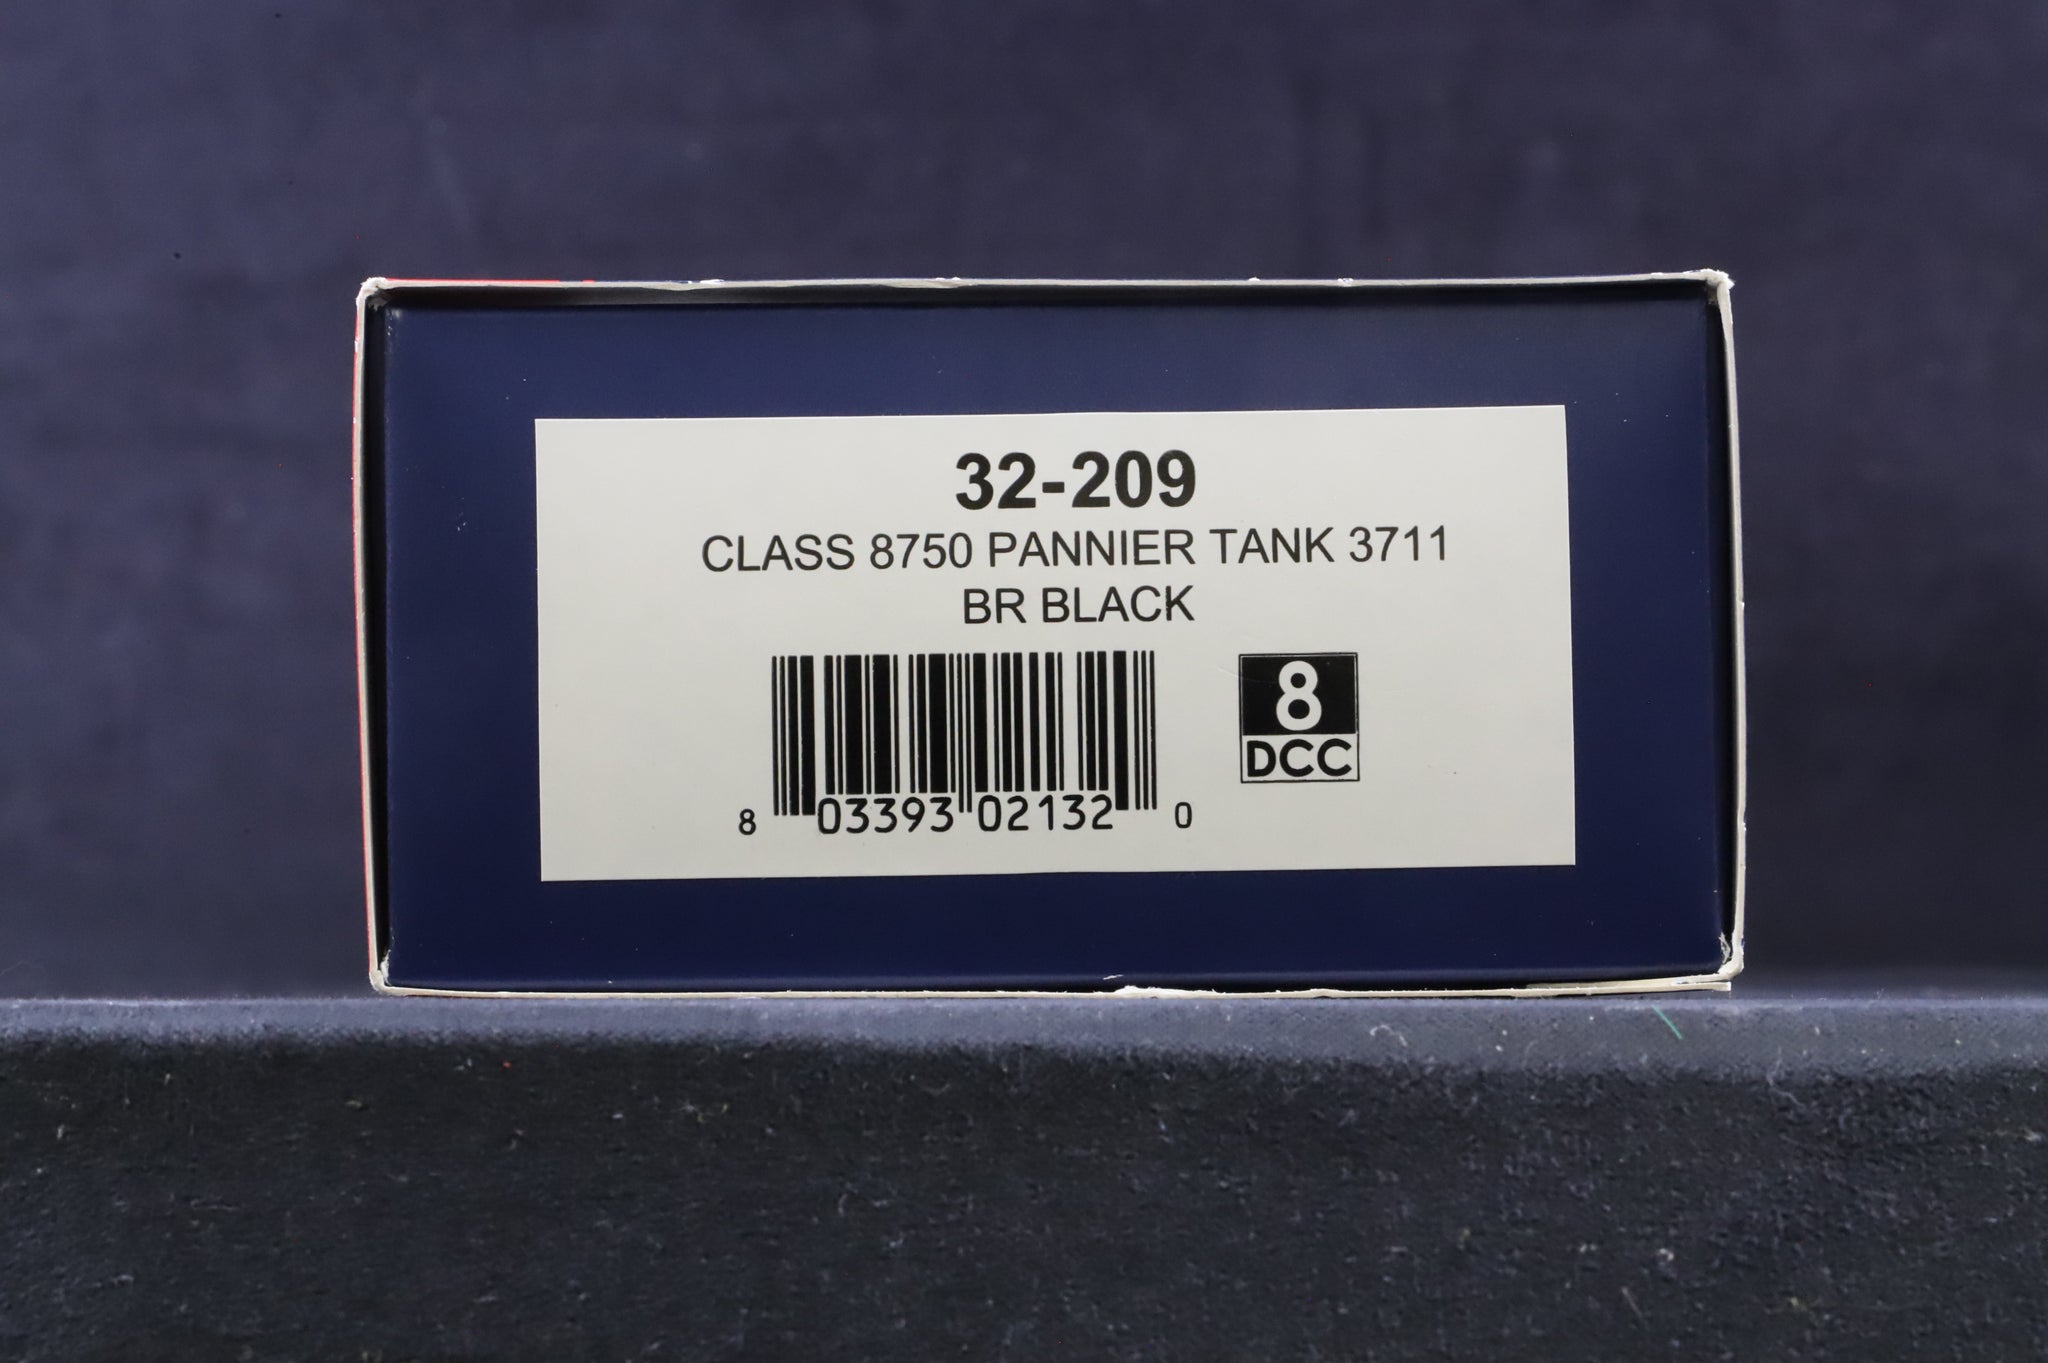 32-209
CLASS 8750 PANNIER TANK 3711
BR BLACK
8 03393 02132 0
8
DCC